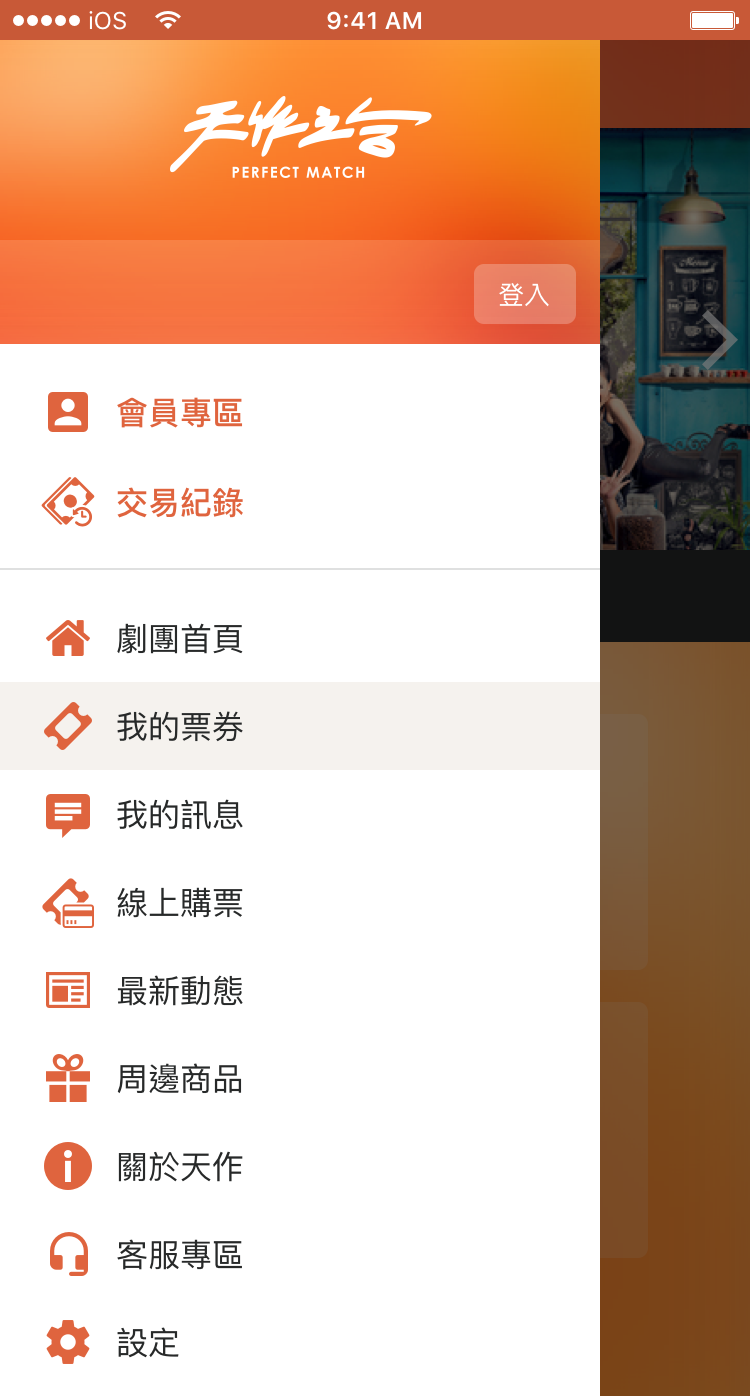 iOS
9:41 AM
天作之合
PERFECT MATCH
登入
會員專區
交易紀錄
劇團首頁
我的票券
我的訊息
線上購票
最新動態
周邊商品
關於天作
客服專區
設定